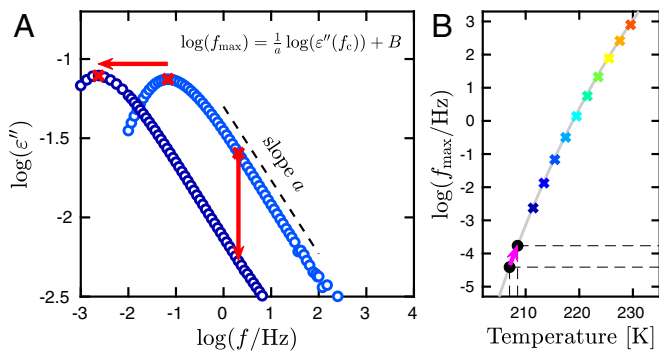 A
log(f_max) = 1/a log(ε''(f_c)) + B
-1
-1.5
-2
-2.5
log(ε'')
slope a
-3 -2 -1 0 1 2 3 4
log(f/Hz)
B
3
2
1
0
-1
-2
-3
-4
-5
log(f_max/Hz)
210 220 230
Temperature [K]